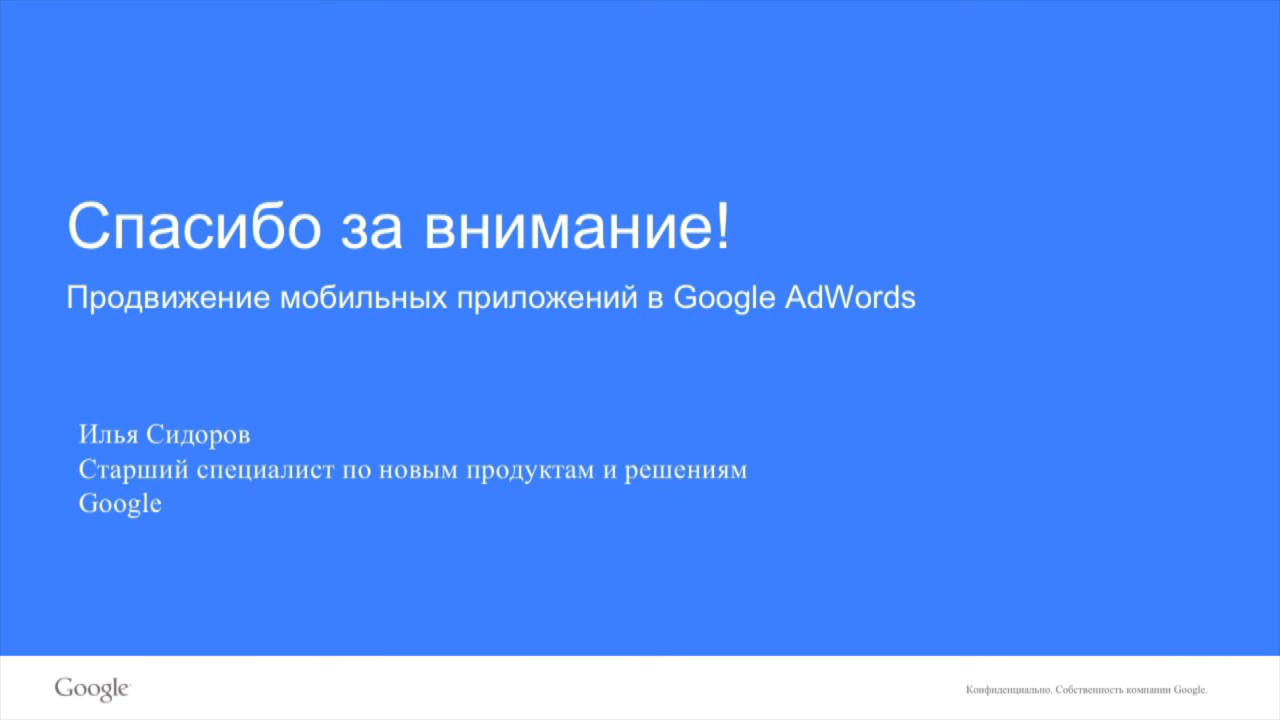 Спасибо за внимание!
Продвижение мобильных приложений в Google AdWords
Илья Сидоров
Старший специалист по новым продуктам и решениям
Google
Google
Конфиденциально. Собственность компании Google.